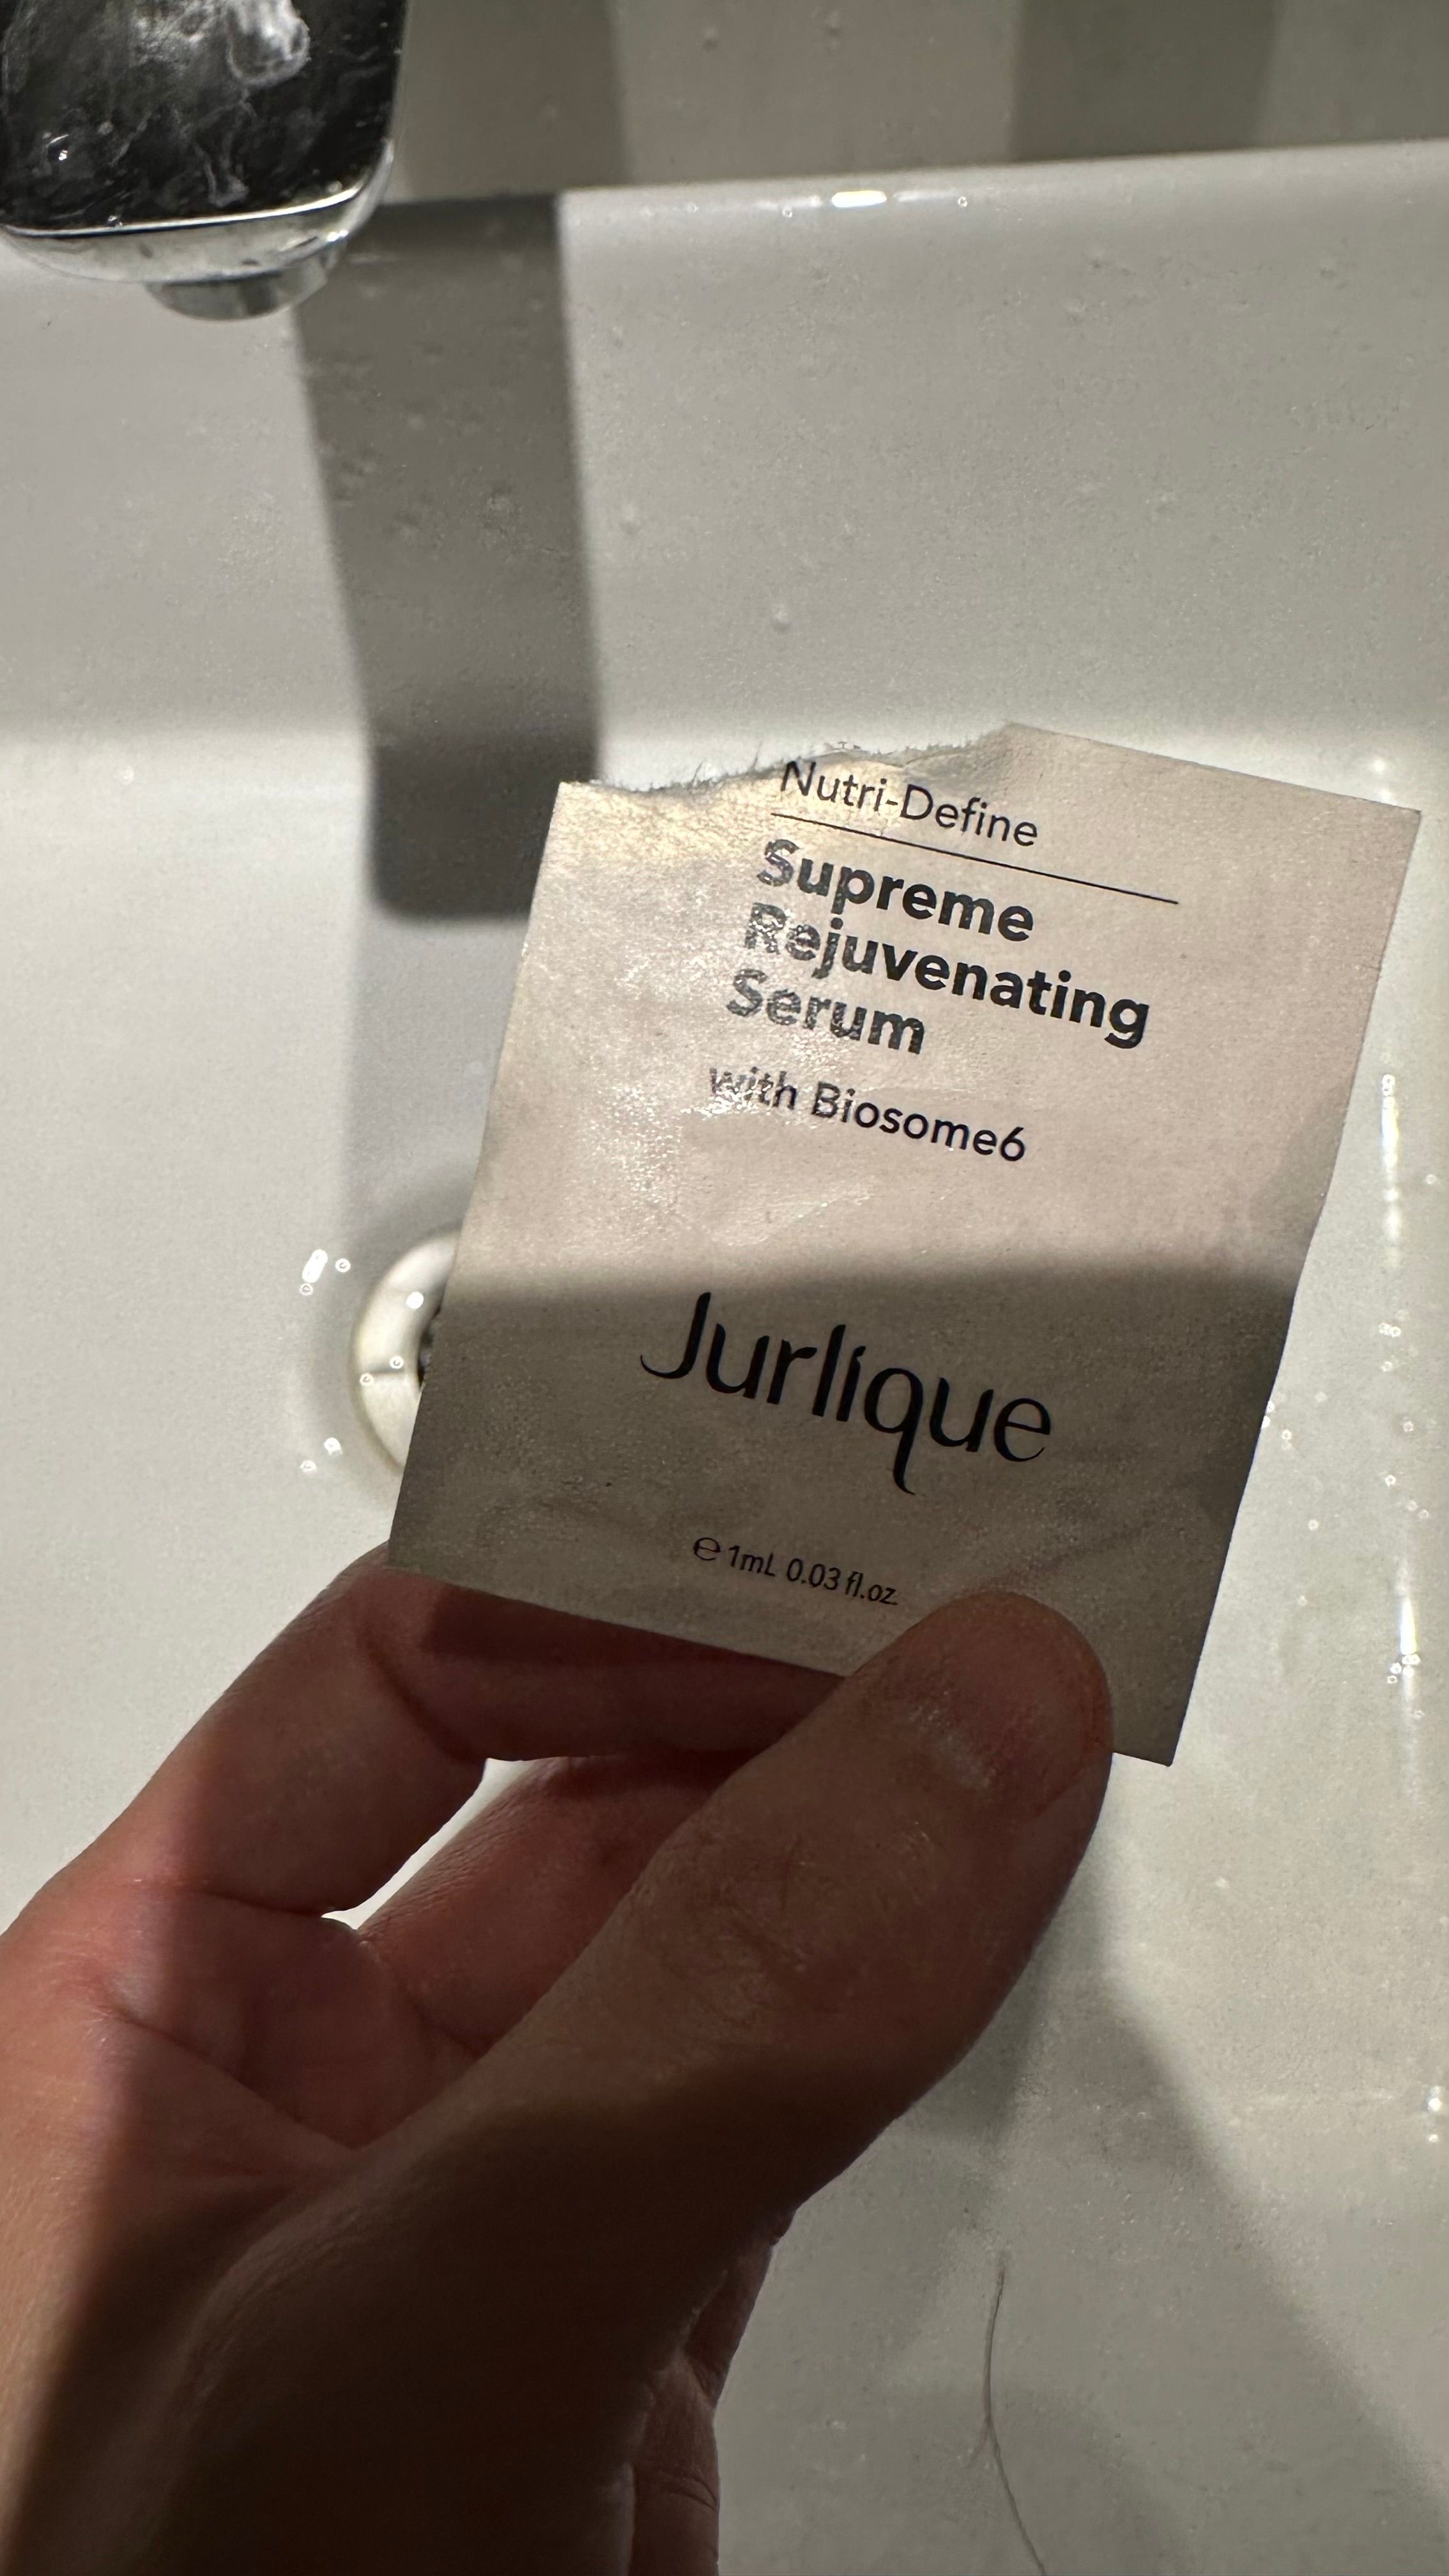 Nutri-Define
Supreme
Rejuvenating
Serum
with Biosome6
Jurlique
℮ 1mL 0.03 fl.oz.